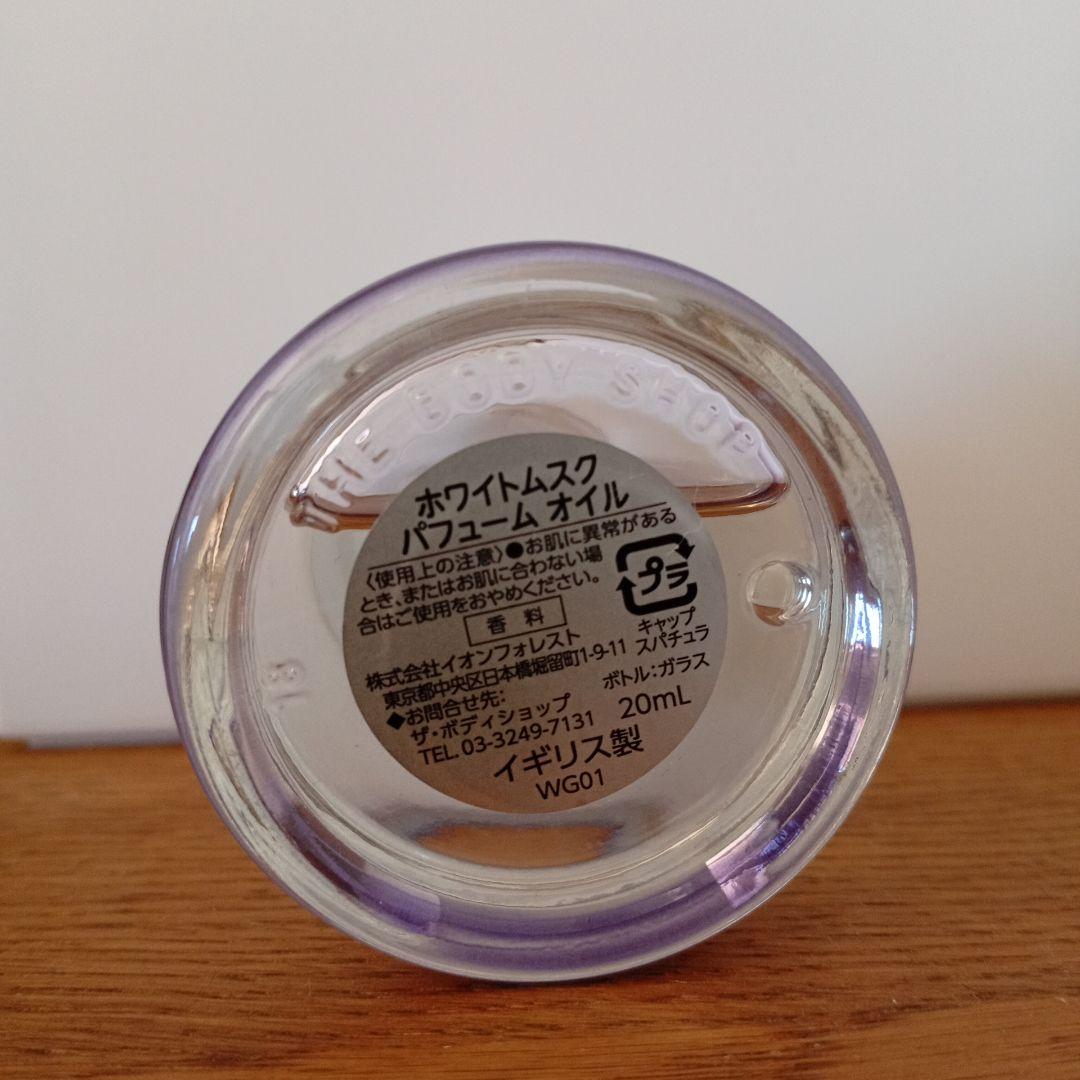 THE BODY SHOP
ホワイトムスク
パフューム オイル
〈使用上の注意〉●お肌に異常がある
とき、またはお肌に合わない場
合はご使用をおやめください。
香料
プラ
キャップ
スパチュラ
ボトル:ガラス
株式会社イオンフォレスト
東京都中央区日本橋堀留町1-9-11
◆お問合せ先:
ザ・ボディショップ
TEL.03-3249-7131
20mL
イギリス製
WG01
18